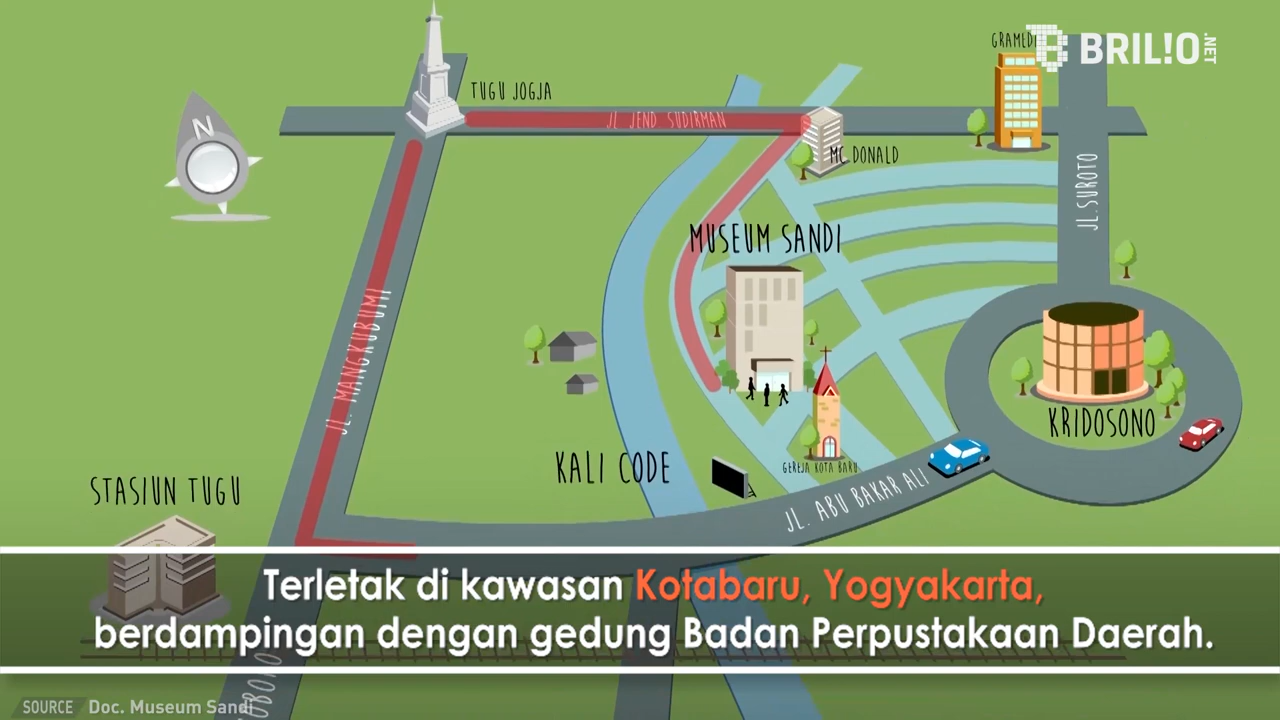 GRAMEDI
BRIL!O.NET
TUGU JOGJA
JL JEND SUDIRMAN
N
MC DONALD
JL.SUROTO
MUSEUM SANDI
JL. MANGKUBUMI
KRIDOSONO
KALI CODE
GEREJA KOTA BARU
STASIUN TUGU
JL. ABU BAKAR ALI
Terletak di kawasan Kotabaru, Yogyakarta,
berdampingan dengan gedung Badan Perpustakaan Daerah.
SOURCE Doc. Museum Sandi